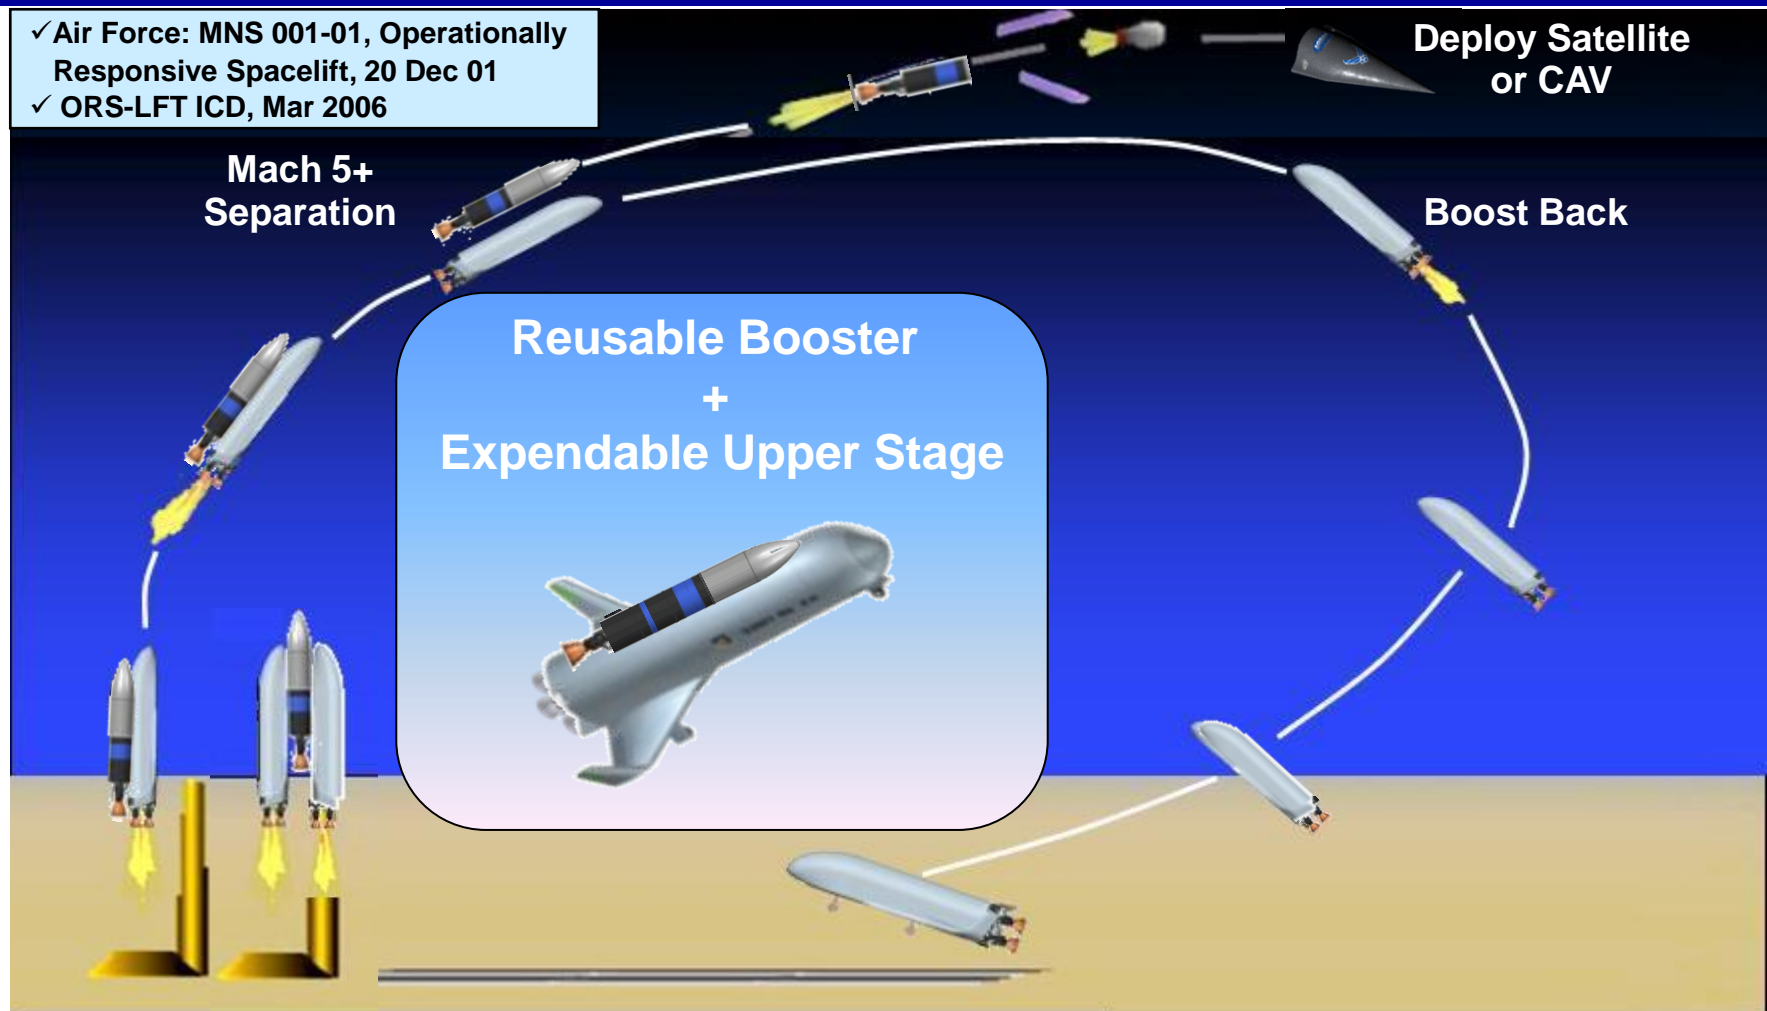 ✓Air Force: MNS 001-01, Operationally
Responsive Spacelift, 20 Dec 01
✓ ORS-LFT ICD, Mar 2006
Deploy Satellite
or CAV
Mach 5+
Separation
Boost Back
Reusable Booster
+
Expendable Upper Stage